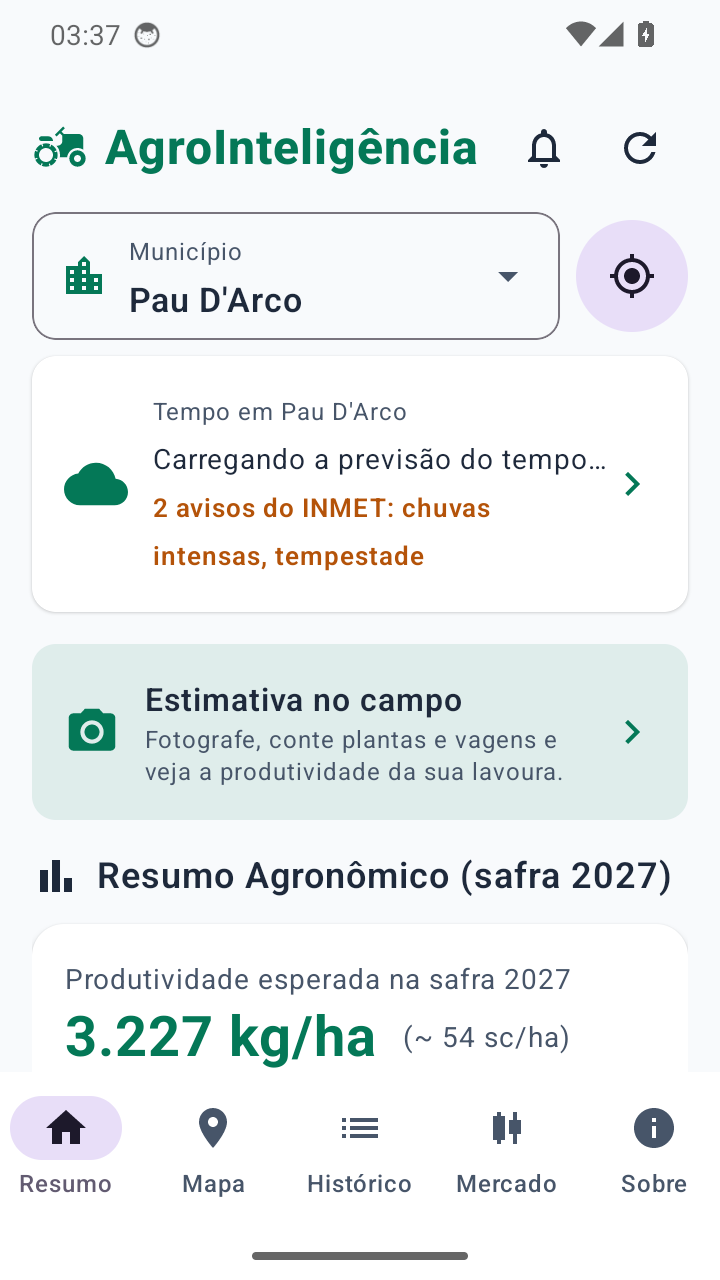 03:37
AgroInteligência
Município
Pau D'Arco
Tempo em Pau D'Arco
Carregando a previsão do tempo…
2 avisos do INMET: chuvas
intensas, tempestade
Estimativa no campo
Fotografe, conte plantas e vagens e
veja a produtividade da sua lavoura.
Resumo Agronômico (safra 2027)
Produtividade esperada na safra 2027
3.227 kg/ha (~ 54 sc/ha)
Resumo Mapa Histórico Mercado Sobre